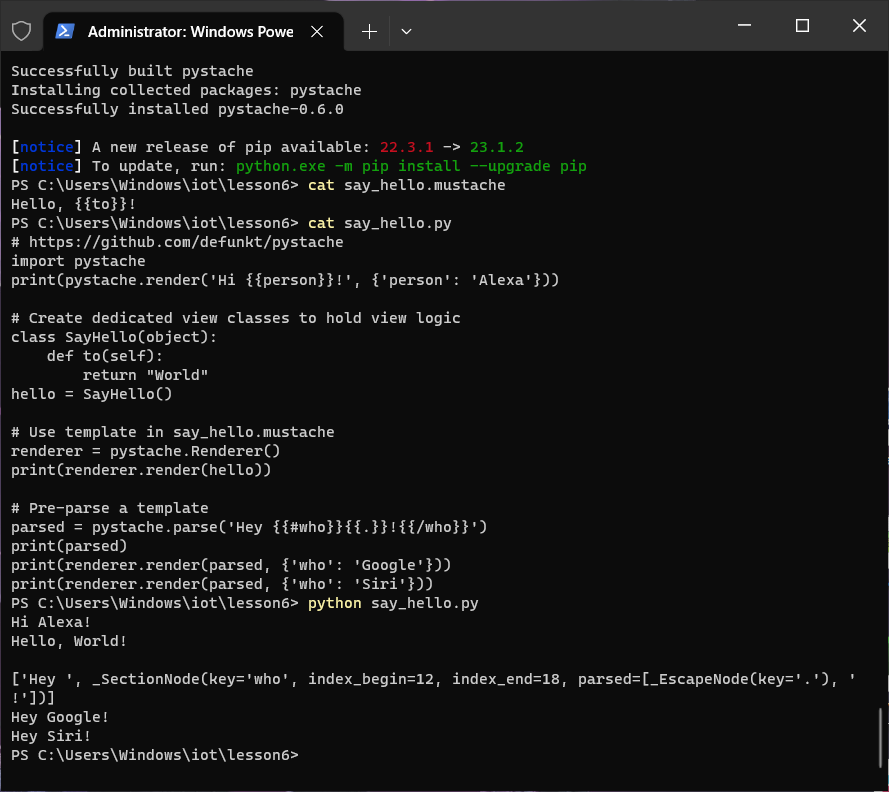 Administrator: Windows Powe
Successfully built pystache
Installing collected packages: pystache
Successfully installed pystache-0.6.0
[notice] A new release of pip available: 22.3.1 -> 23.1.2
[notice] To update, run: python.exe -m pip install --upgrade pip
PS C:\Users\Windows\iot\lesson6> cat say_hello.mustache
Hello, {{to}}!
PS C:\Users\Windows\iot\lesson6> cat say_hello.py
# https://github.com/defunkt/pystache
import pystache
print(pystache.render('Hi {{person}}!', {'person': 'Alexa'}))
# Create dedicated view classes to hold view logic
class SayHello(object):
    def to(self):
        return "World"
hello = SayHello()
# Use template in say_hello.mustache
renderer = pystache.Renderer()
print(renderer.render(hello))
# Pre-parse a template
parsed = pystache.parse('Hey {{#who}}{{.}}!{{/who}}')
print(parsed)
print(renderer.render(parsed, {'who': 'Google'}))
print(renderer.render(parsed, {'who': 'Siri'}))
PS C:\Users\Windows\iot\lesson6> python say_hello.py
Hi Alexa!
Hello, World!
['Hey ', _SectionNode(key='who', index_begin=12, index_end=18, parsed=[_EscapeNode(key='.'), '
!'])]
Hey Google!
Hey Siri!
PS C:\Users\Windows\iot\lesson6>